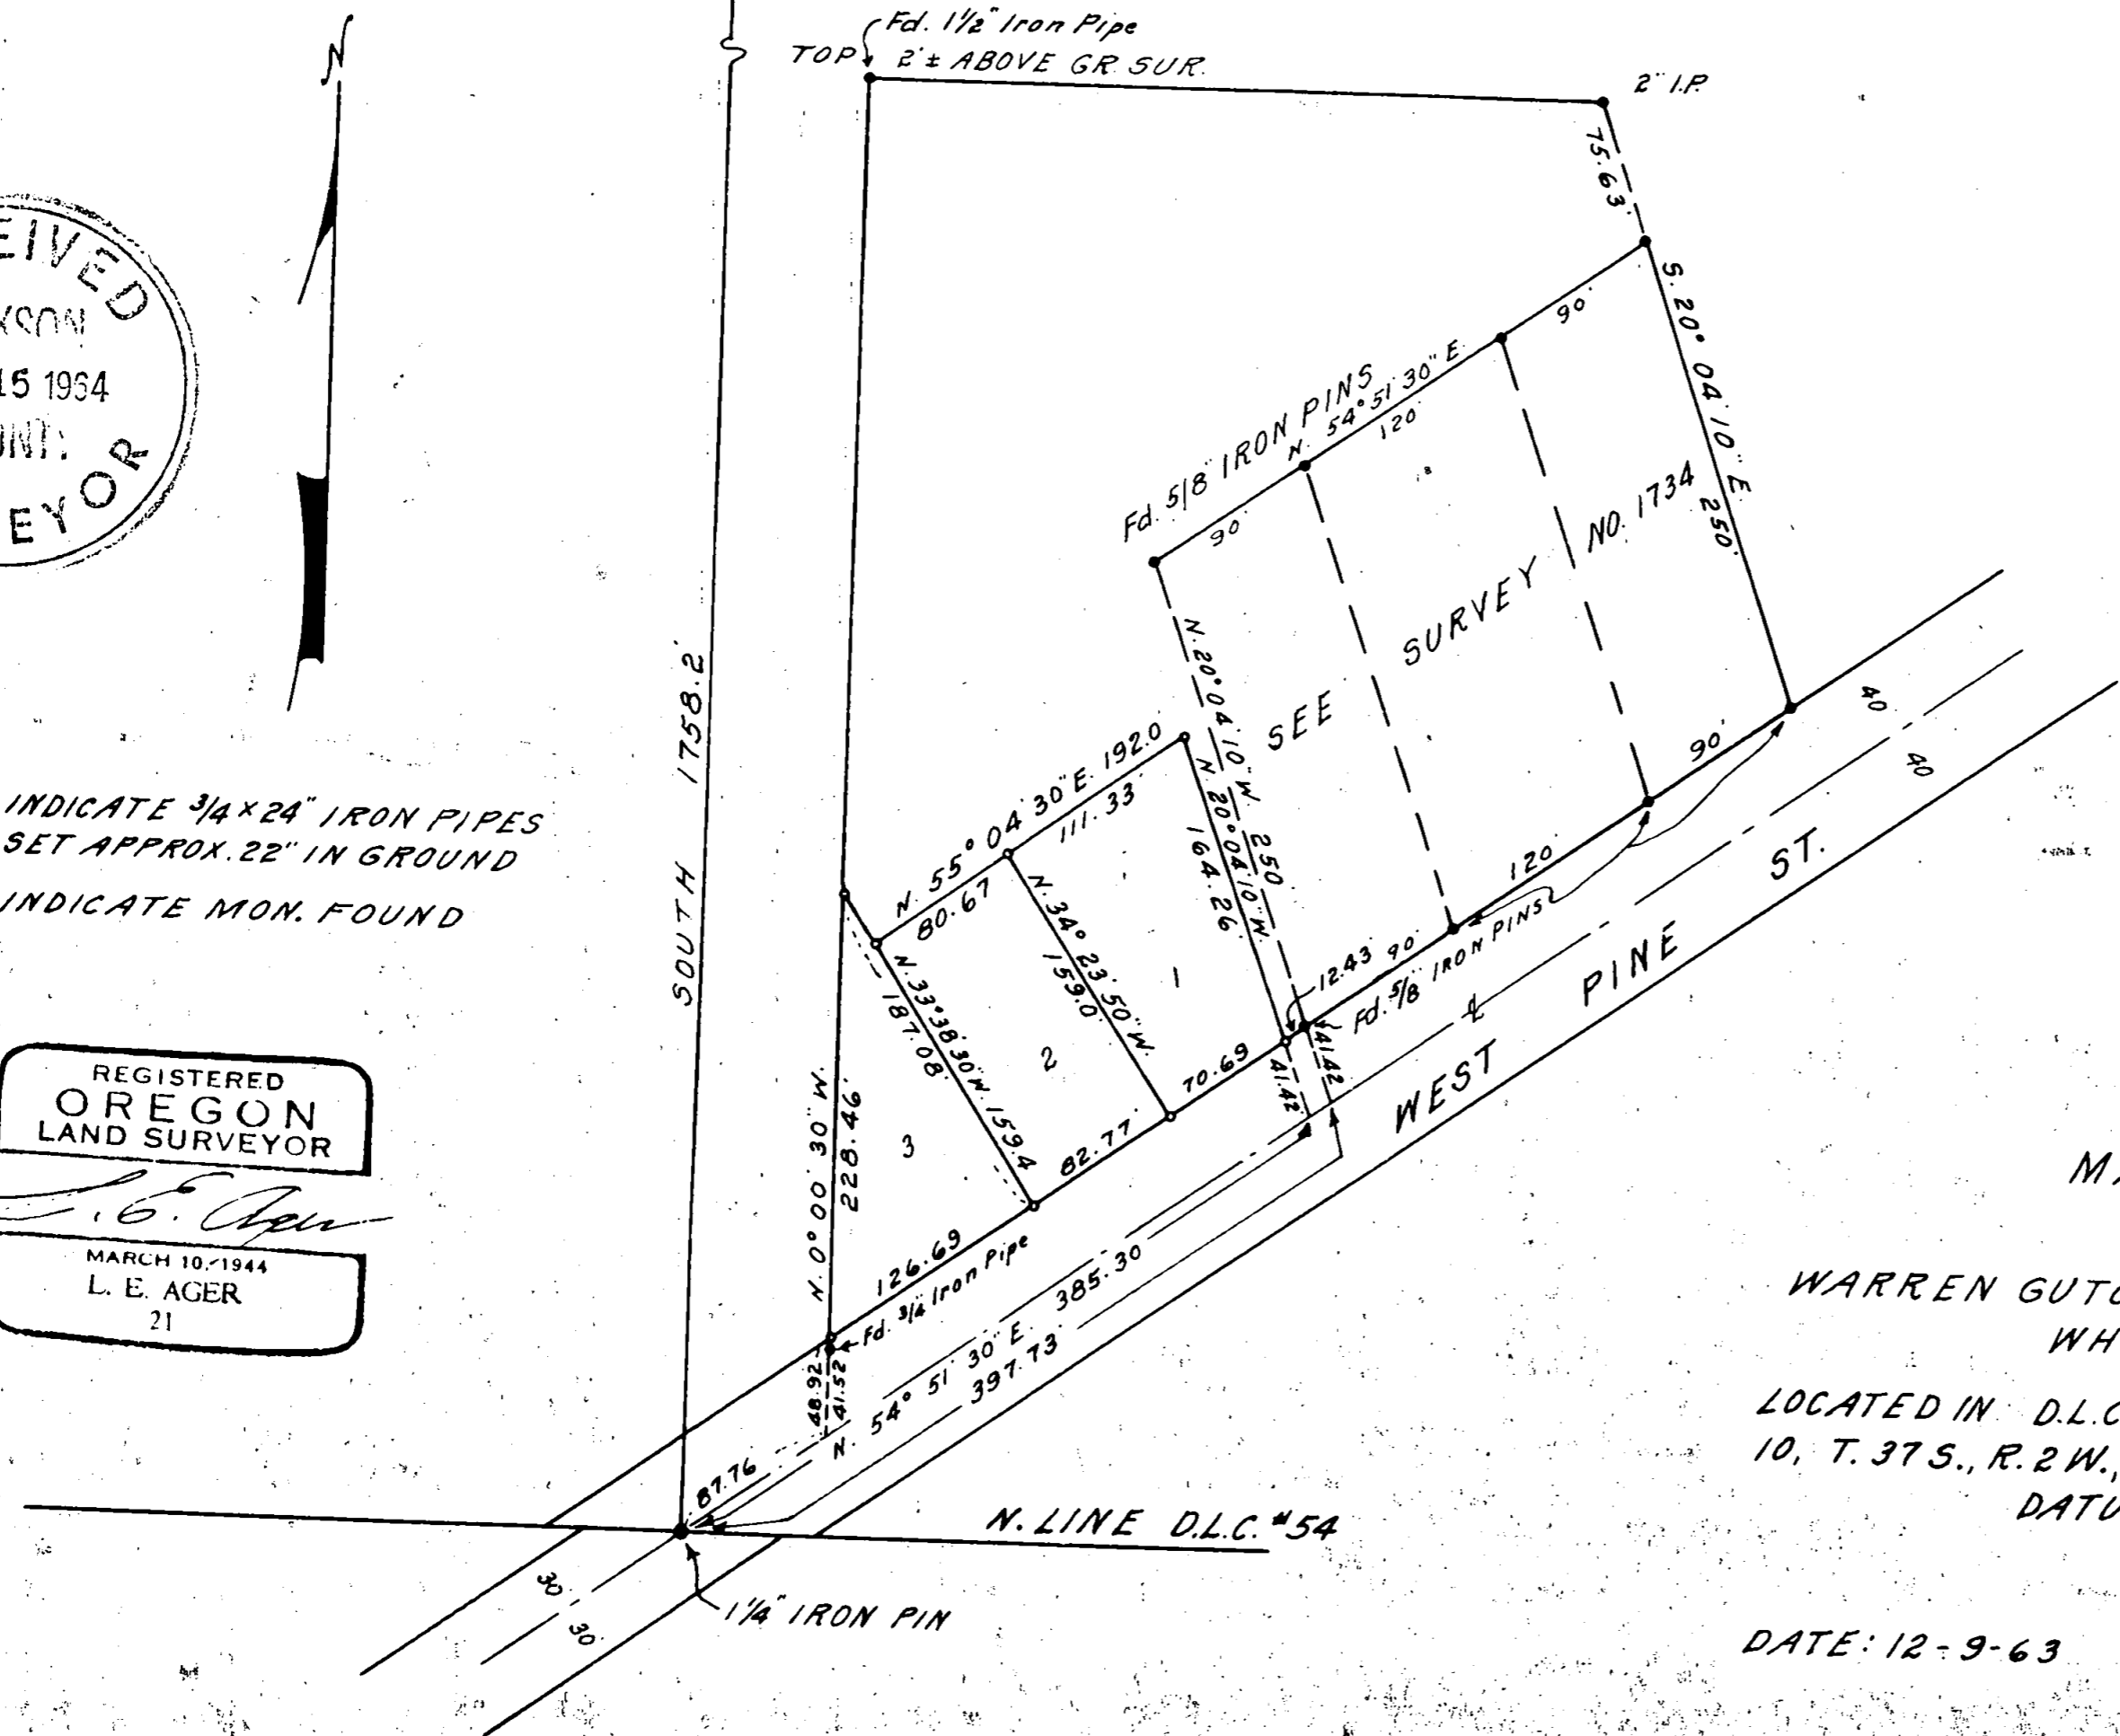 N
Fd. 1½" Iron Pipe
TOP 2'± ABOVE GR. SUR.
2" I.P.
75.63'
15 1964
EYOR
S. 20° 04' 10" E.
250'
90'
N. 54° 51' 30" E.
120'
Fd. 5/8" IRON PINS
90'
SEE SURVEY NO. 1734
N. 20° 04' 10" W. 250'
SOUTH 1758.2'
N. 55° 04' 30" E. 192.0'
111.33'
80.67
N. 20° 04' 10" W.
164.26'
N. 34° 23' 50" W.
159.0'
N. 33° 38' 30" W. 159.4
187.08'
1
2
3
INDICATE ¾ x 24" IRON PIPES
SET APPROX. 22" IN GROUND
INDICATE MON. FOUND
N. 0° 00' 30" W.
228.46'
126.69
82.77'
70.69
12.43
90'
120'
90'
Fd. 5/8" IRON PINS
41.42
41.42'
40
40
WEST PINE ST.
Fd. ¾ Iron Pipe
48.92
41.52
87.76
N. 54° 51' 30" E.
385.30
397.73'
REGISTERED
OREGON
LAND SURVEYOR
L. E. Ager
MARCH 10, 1944
L. E. AGER
21
N. LINE D.L.C. #54
1¼" IRON PIN
30
30
WARREN
WH
LOCATED IN D.L.C
10, T. 37 S., R. 2 W.,
DATU
DATE: 12-9-63